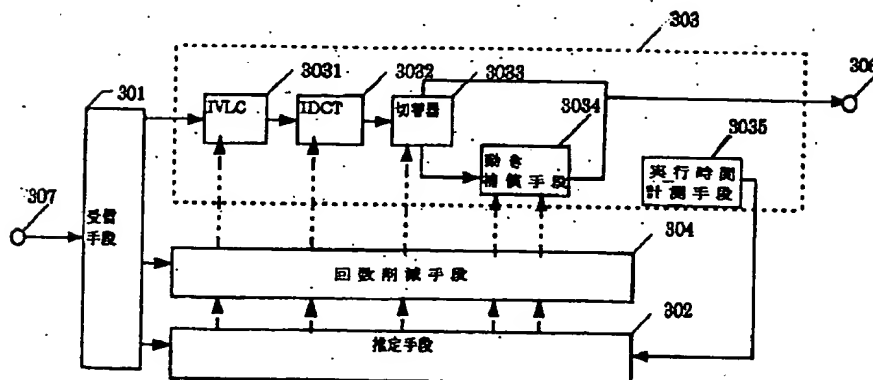 303
3031
3032
3033
306
301
IVLC
IDCT
切替器
3034
動き
補償手段
3035
実行時間
計測手段
307
受信
手段
304
回数削減手段
302
推定手段